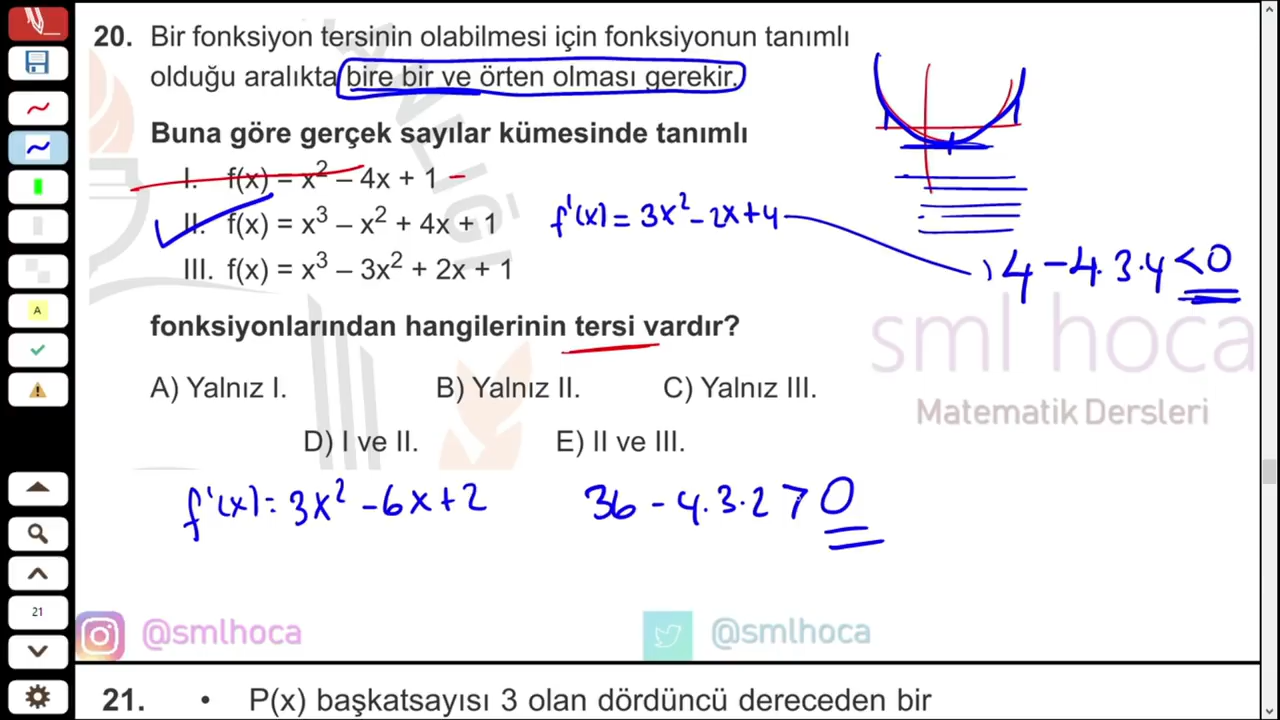 20. Bir fonksiyon tersinin olabilmesi için fonksiyonun tanımlı
olduğu aralıkta bire bir ve örten olması gerekir.
Buna göre gerçek sayılar kümesinde tanımlı
I. f(x) = x² – 4x + 1
II. f(x) = x³ – x² + 4x + 1
f'(x) = 3x² - 2x + 4
III. f(x) = x³ – 3x² + 2x + 1
4 - 4.3.4 < 0
fonksiyonlarından hangilerinin tersi vardır?
A) Yalnız I. B) Yalnız II. C) Yalnız III.
D) I ve II. E) II ve III.
f'(x) = 3x² - 6x + 2 36 - 4.3.2 > 0
sml hoca
Matematik Dersleri
@smlhoca @smlhoca
A
21
21. • P(x) başkatsayısı 3 olan dördüncü dereceden bir